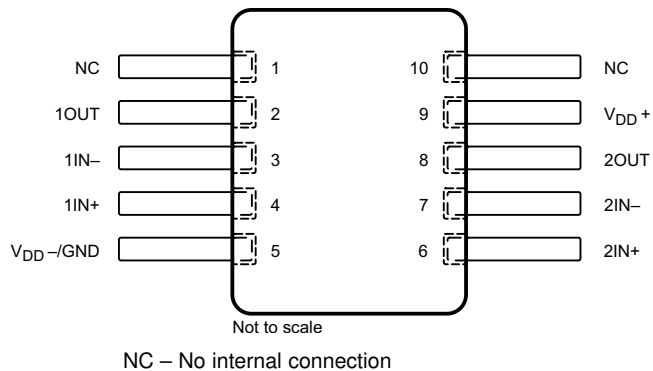 NC 1 10 NC
1OUT 2 9 VDD +
1IN– 3 8 2OUT
1IN+ 4 7 2IN–
VDD –/GND 5 6 2IN+
Not to scale
NC – No internal connection